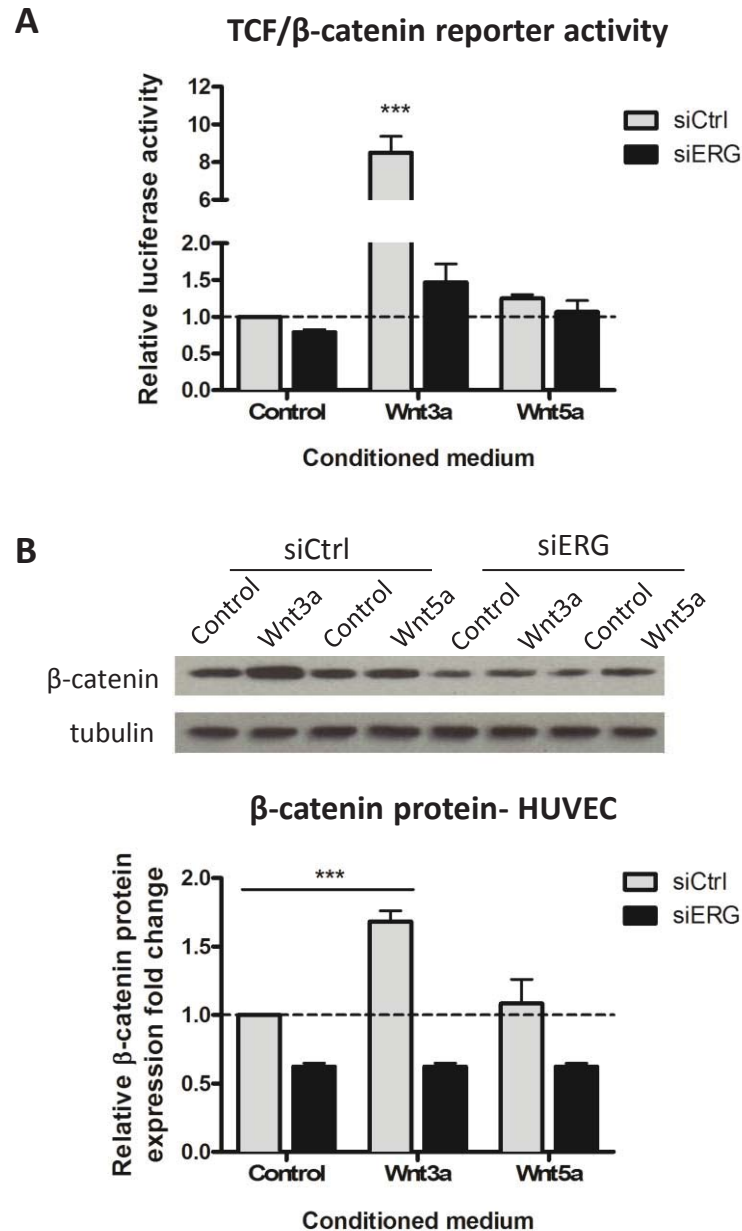 A
TCF/β-catenin reporter activity
Relative luciferase activity
12
10
8
6
2.0
1.5
1.0
0.5
0.0
***
siCtrl
siERG
Control Wnt3a Wnt5a
Conditioned medium
B
siCtrl siERG
Control Wnt3a Control Wnt5a Control Wnt3a Control Wnt5a
β-catenin
tubulin
β-catenin protein- HUVEC
Relative β-catenin protein
expression fold change
2.0
1.5
1.0
0.5
0.0
***
siCtrl
siERG
Control Wnt3a Wnt5a
Conditioned medium